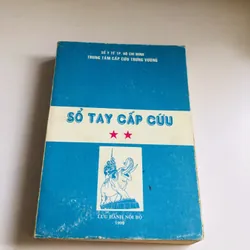 SỞ Y TẾ TP. HỒ CHÍ MINH
TRUNG TÂM CẤP CỨU TRƯNG VƯƠNG
SỔ TAY CẤP CỨU
LƯU HÀNH NỘI BỘ